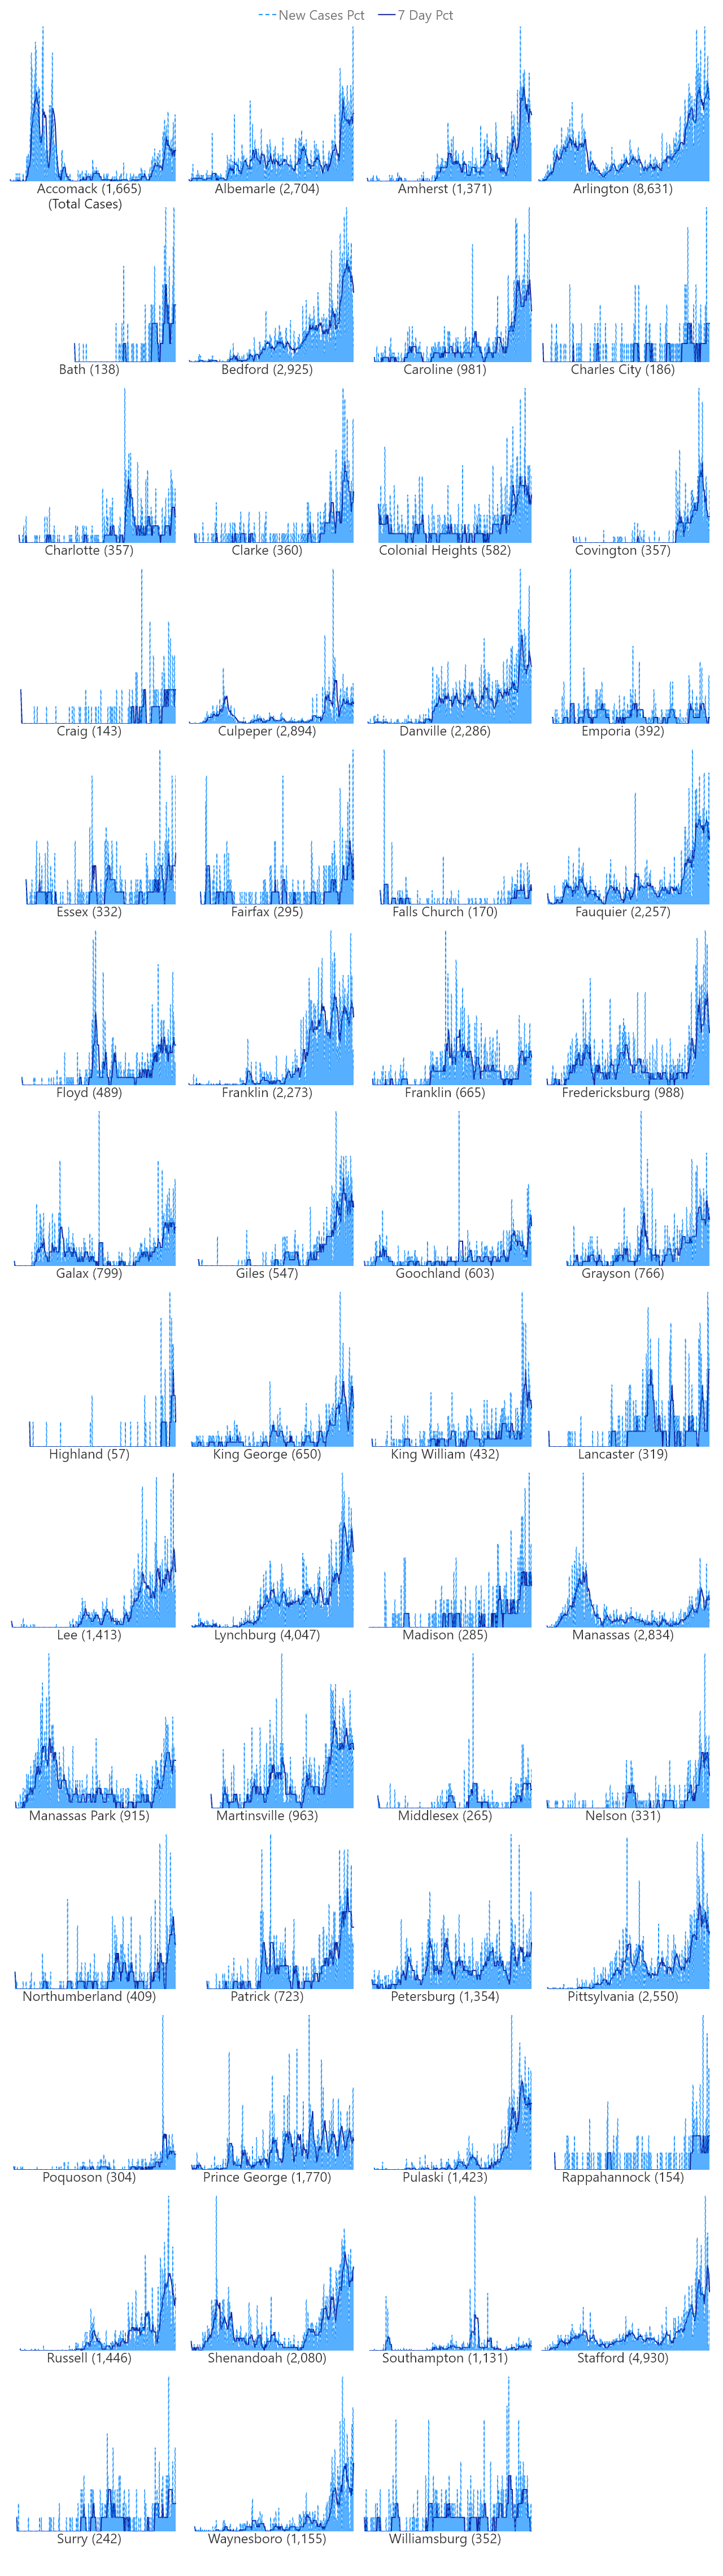 New Cases Pct 7 Day Pct
Accomack (1,665) Albemarle (2,704) Amherst (1,371) Arlington (8,631)
(Total Cases)
Bath (138) Bedford (2,925) Caroline (981) Charles City (186)
Charlotte (357) Clarke (360) Colonial Heights (582) Covington (357)
Craig (143) Culpeper (2,894) Danville (2,286) Emporia (392)
Essex (332) Fairfax (295) Falls Church (170) Fauquier (2,257)
Floyd (489) Franklin (2,273) Franklin (665) Fredericksburg (988)
Galax (799) Giles (547) Goochland (603) Grayson (766)
Highland (57) King George (650) King William (432) Lancaster (319)
Lee (1,413) Lynchburg (4,047) Madison (285) Manassas (2,834)
Manassas Park (915) Martinsville (963) Middlesex (265) Nelson (331)
Northumberland (409) Patrick (723) Petersburg (1,354) Pittsylvania (2,550)
Poquoson (304) Prince George (1,770) Pulaski (1,423) Rappahannock (154)
Russell (1,446) Shenandoah (2,080) Southampton (1,131) Stafford (4,930)
Surry (242) Waynesboro (1,155) Williamsburg (352)